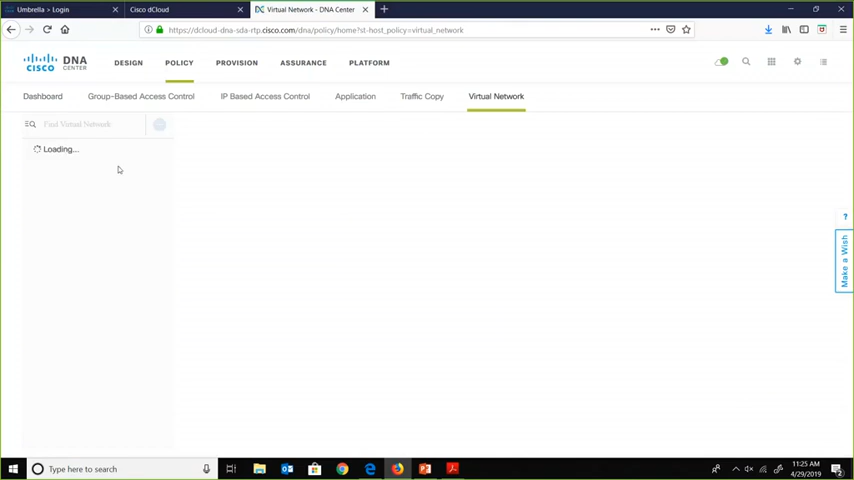 Umbrella > Login
Cisco dCloud
Virtual Network - DNA Center
https://dcloud-dna-sda-rtp.cisco.com/dna/policy/home?st-host_policy=virtual_network
CISCO DNA CENTER
DESIGN
POLICY
PROVISION
ASSURANCE
PLATFORM
Dashboard
Group-Based Access Control
IP Based Access Control
Application
Traffic Copy
Virtual Network
Find Virtual Network
Loading...
?
Make a Wish
Type here to search
11:25 AM
4/29/2019